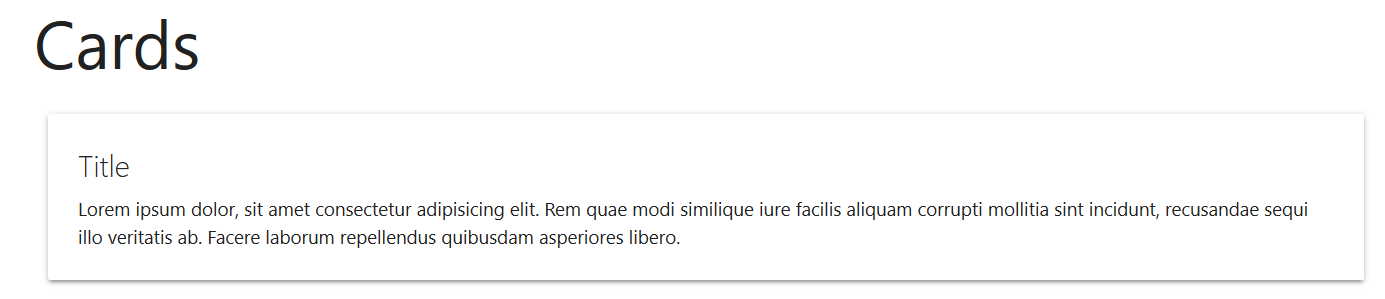 Cards
Title
Lorem ipsum dolor, sit amet consectetur adipisicing elit. Rem quae modi similique iure facilis aliquam corrupti mollitia sint incidunt, recusandae sequi
illo veritatis ab. Facere laborum repellendus quibusdam asperiores libero.